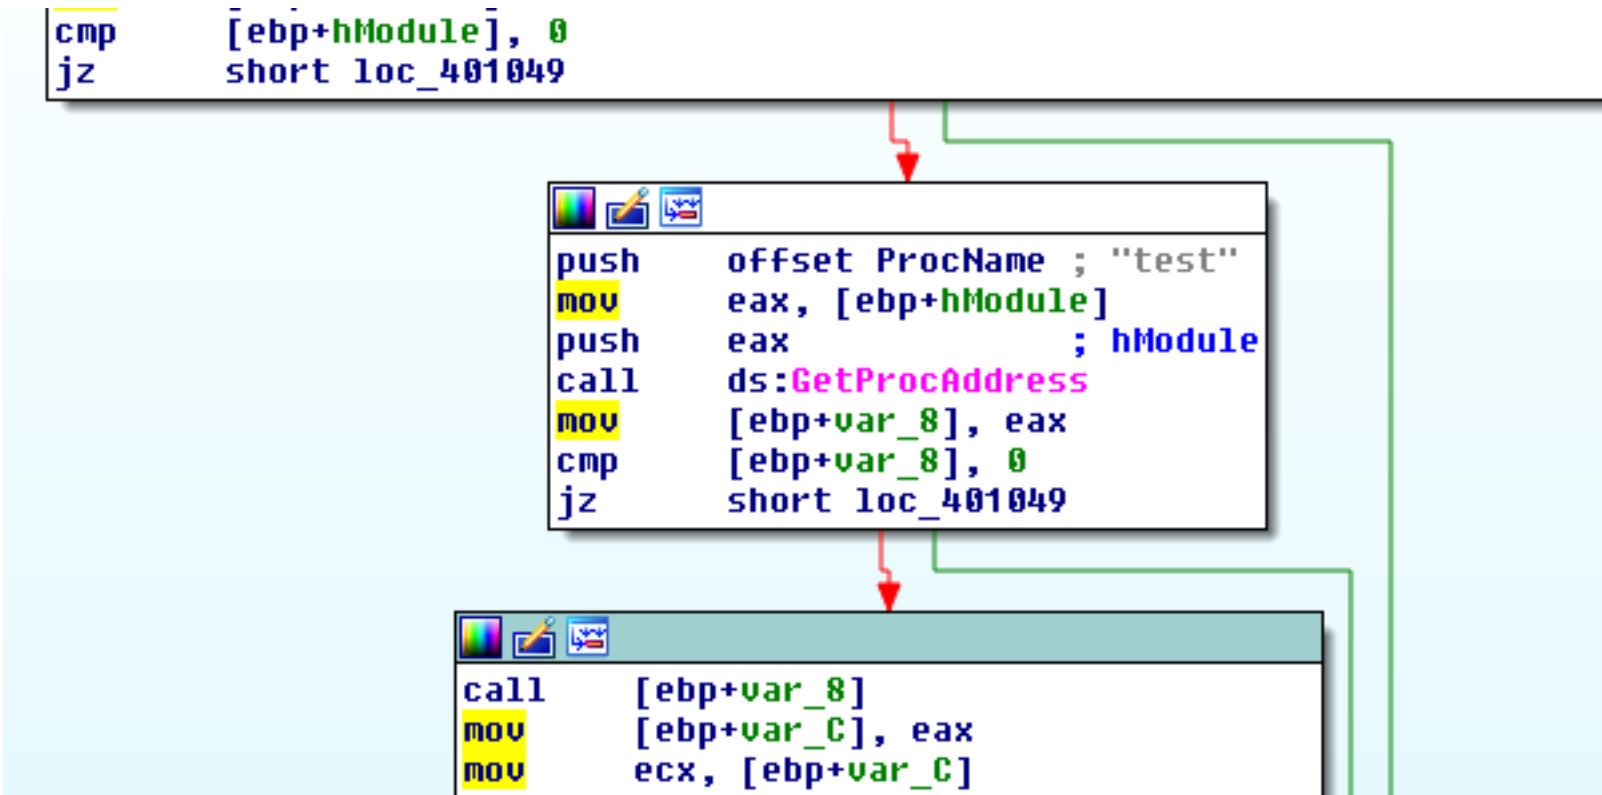 cmp [ebp+hModule], 0
jz short loc_401049
push offset ProcName ; "test"
mov eax, [ebp+hModule]
push eax ; hModule
call ds:GetProcAddress
mov [ebp+var_8], eax
cmp [ebp+var_8], 0
jz short loc_401049
call [ebp+var_8]
mov [ebp+var_C], eax
mov ecx, [ebp+var_C]